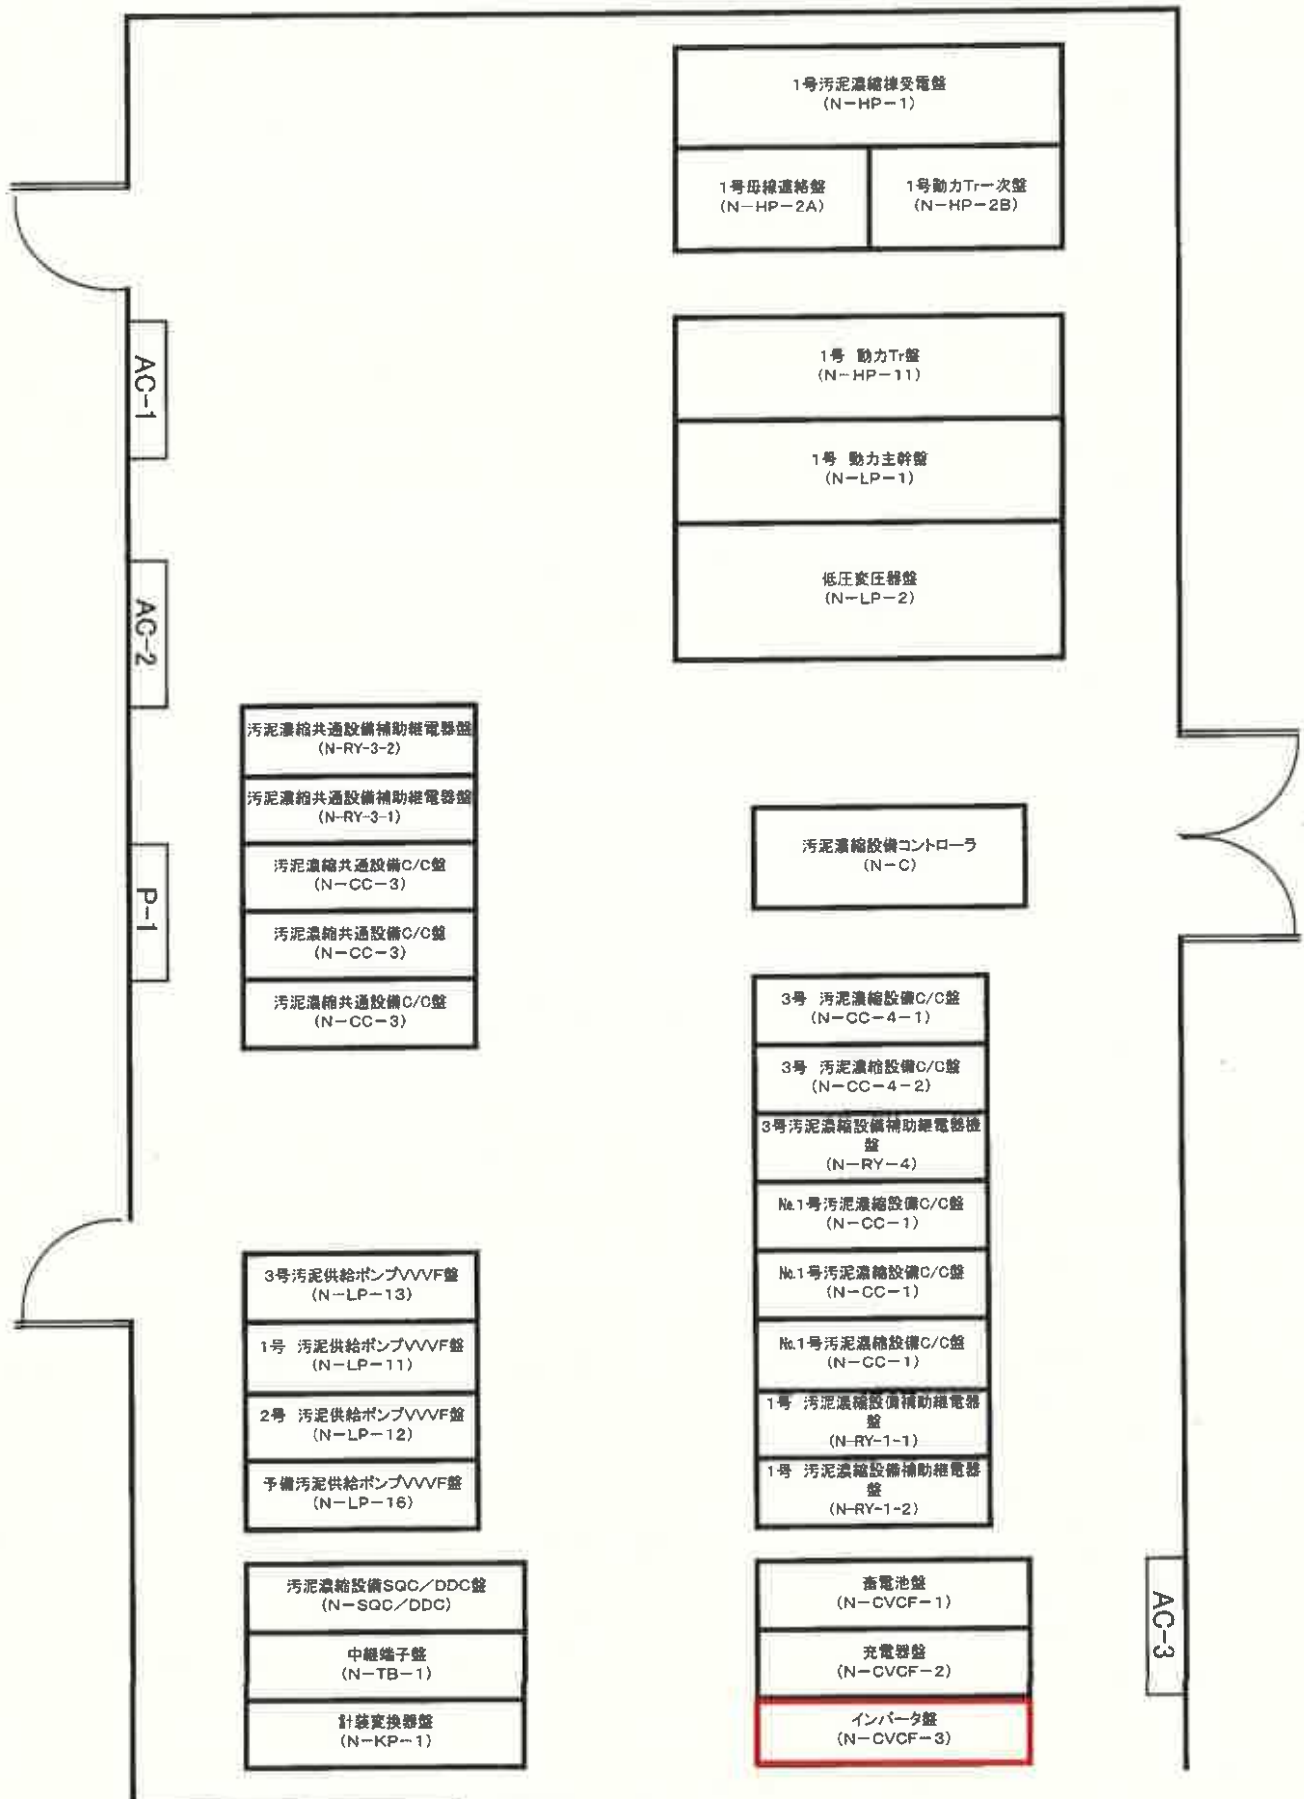 1号汚泥濃縮棟受電盤
(N-HP-1)
1号母線連絡盤
(N-HP-2A)
1号動力Tr一次盤
(N-HP-2B)
AC-1
1号 動力Tr盤
(N-HP-11)
1号 動力主幹盤
(N-LP-1)
低圧変圧器盤
(N-LP-2)
AC-2
汚泥濃縮共通設備補助継電器盤
(N-RY-3-2)
汚泥濃縮共通設備補助継電器盤
(N-RY-3-1)
汚泥濃縮共通設備C/C盤
(N-CC-3)
汚泥濃縮共通設備C/C盤
(N-CC-3)
汚泥濃縮共通設備C/C盤
(N-CC-3)
P-1
汚泥濃縮設備コントローラ
(N-C)
3号 汚泥濃縮設備C/C盤
(N-CC-4-1)
3号 汚泥濃縮設備C/C盤
(N-CC-4-2)
3号汚泥濃縮設備補助継電器機
盤
(N-RY-4)
№1号汚泥濃縮設備C/C盤
(N-CC-1)
№1号汚泥濃縮設備C/C盤
(N-CC-1)
№1号汚泥濃縮設備C/C盤
(N-CC-1)
1号 汚泥濃縮設備補助継電器
盤
(N-RY-1-1)
1号 汚泥濃縮設備補助継電器
盤
(N-RY-1-2)
3号汚泥供給ポンプVVVF盤
(N-LP-13)
1号 汚泥供給ポンプVVVF盤
(N-LP-11)
2号 汚泥供給ポンプVVVF盤
(N-LP-12)
予備汚泥供給ポンプVVVF盤
(N-LP-16)
汚泥濃縮設備SQC/DDC盤
(N-SQC/DDC)
中継端子盤
(N-TB-1)
計装変換器盤
(N-KP-1)
蓄電池盤
(N-CVCF-1)
充電器盤
(N-CVCF-2)
インバータ盤
(N-CVCF-3)
AC-3